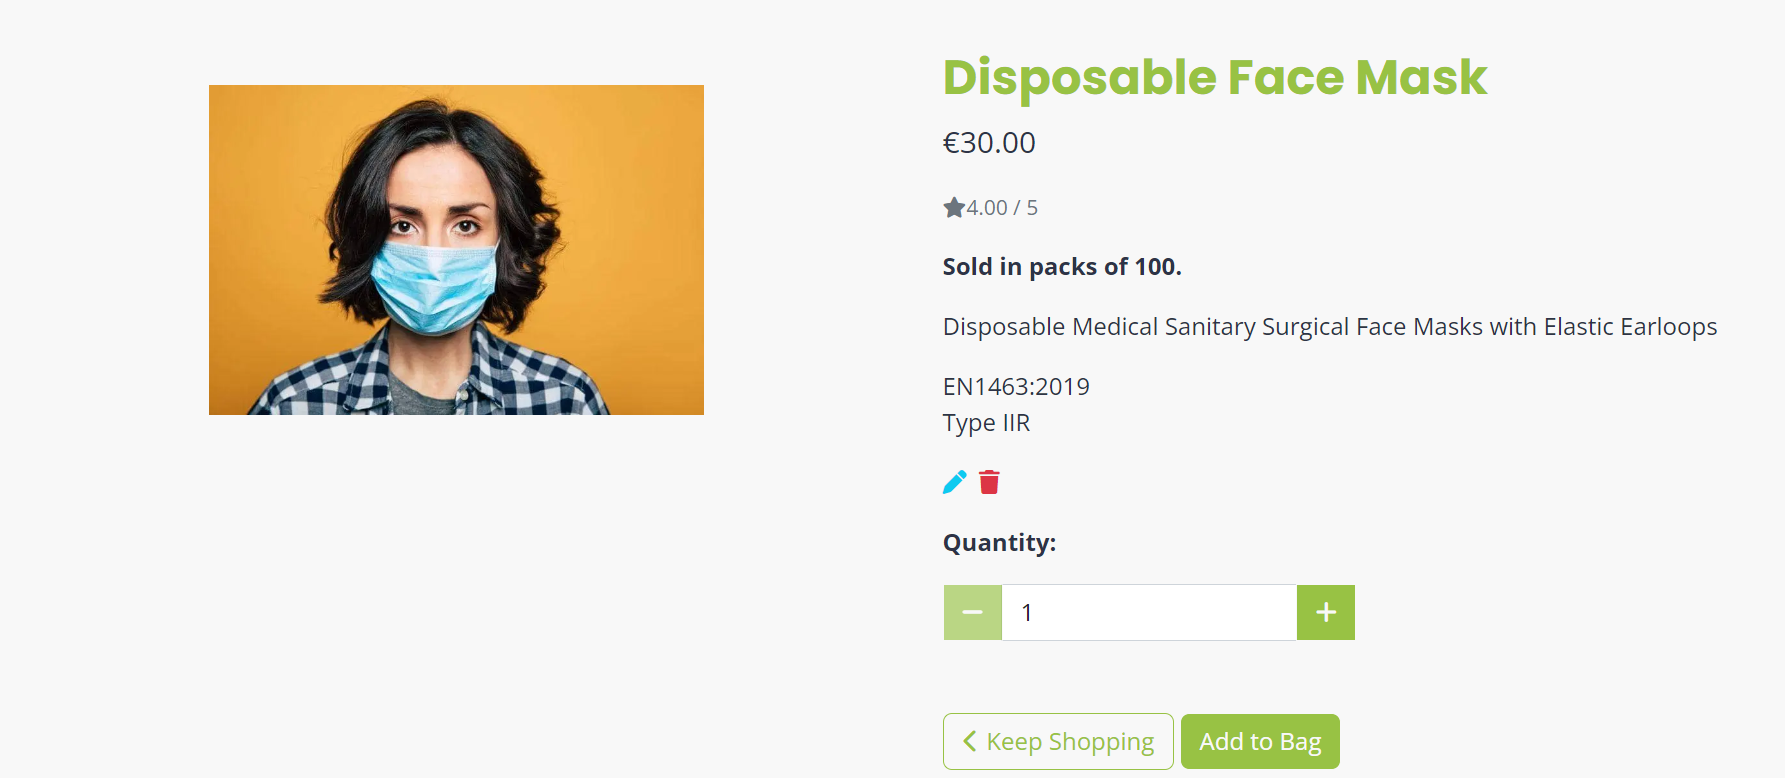 Disposable Face Mask
€30.00
4.00 / 5
Sold in packs of 100.
Disposable Medical Sanitary Surgical Face Masks with Elastic Earloops
EN1463:2019
Type IIR
Quantity:
1
Keep Shopping
Add to Bag